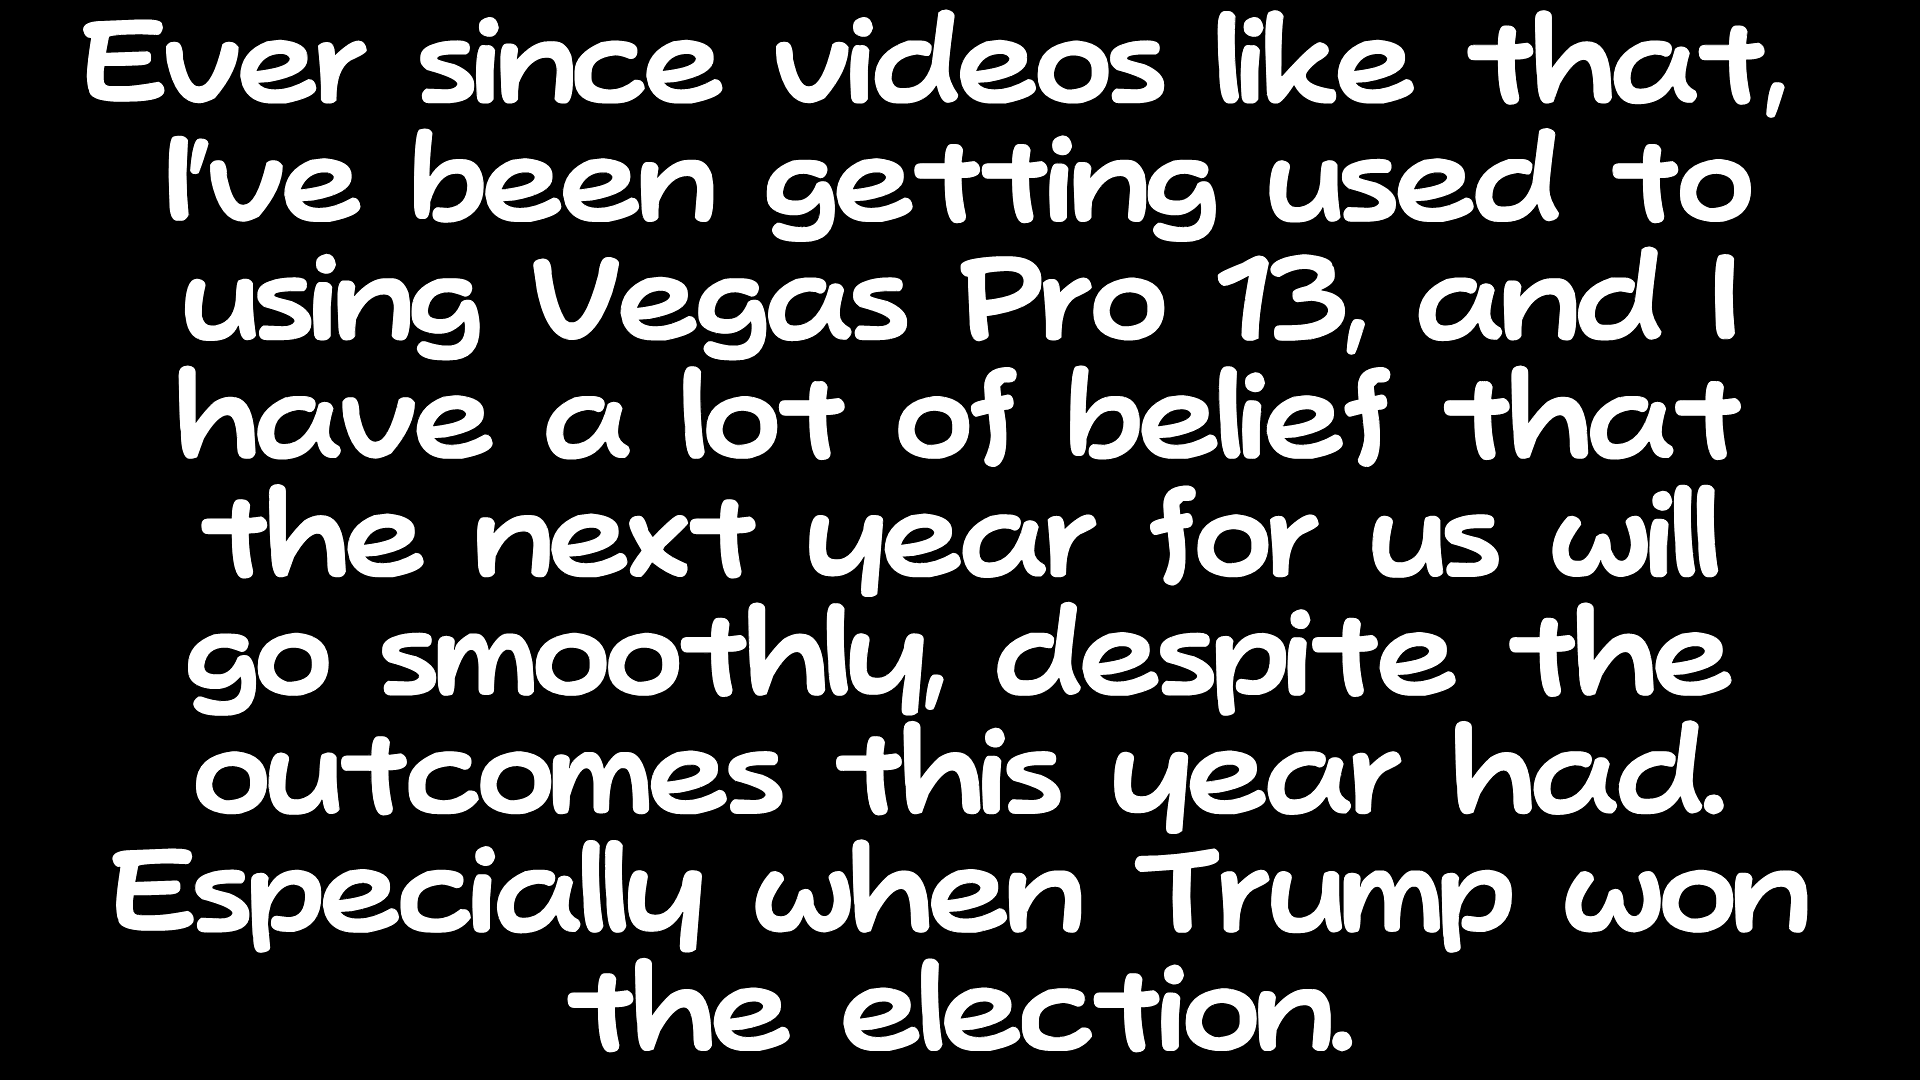 Ever since videos like that,
I've been getting used to
using Vegas Pro 13, and I
have a lot of belief that
the next year for us will
go smoothly, despite the
outcomes this year had.
Especially when Trump won
the election.